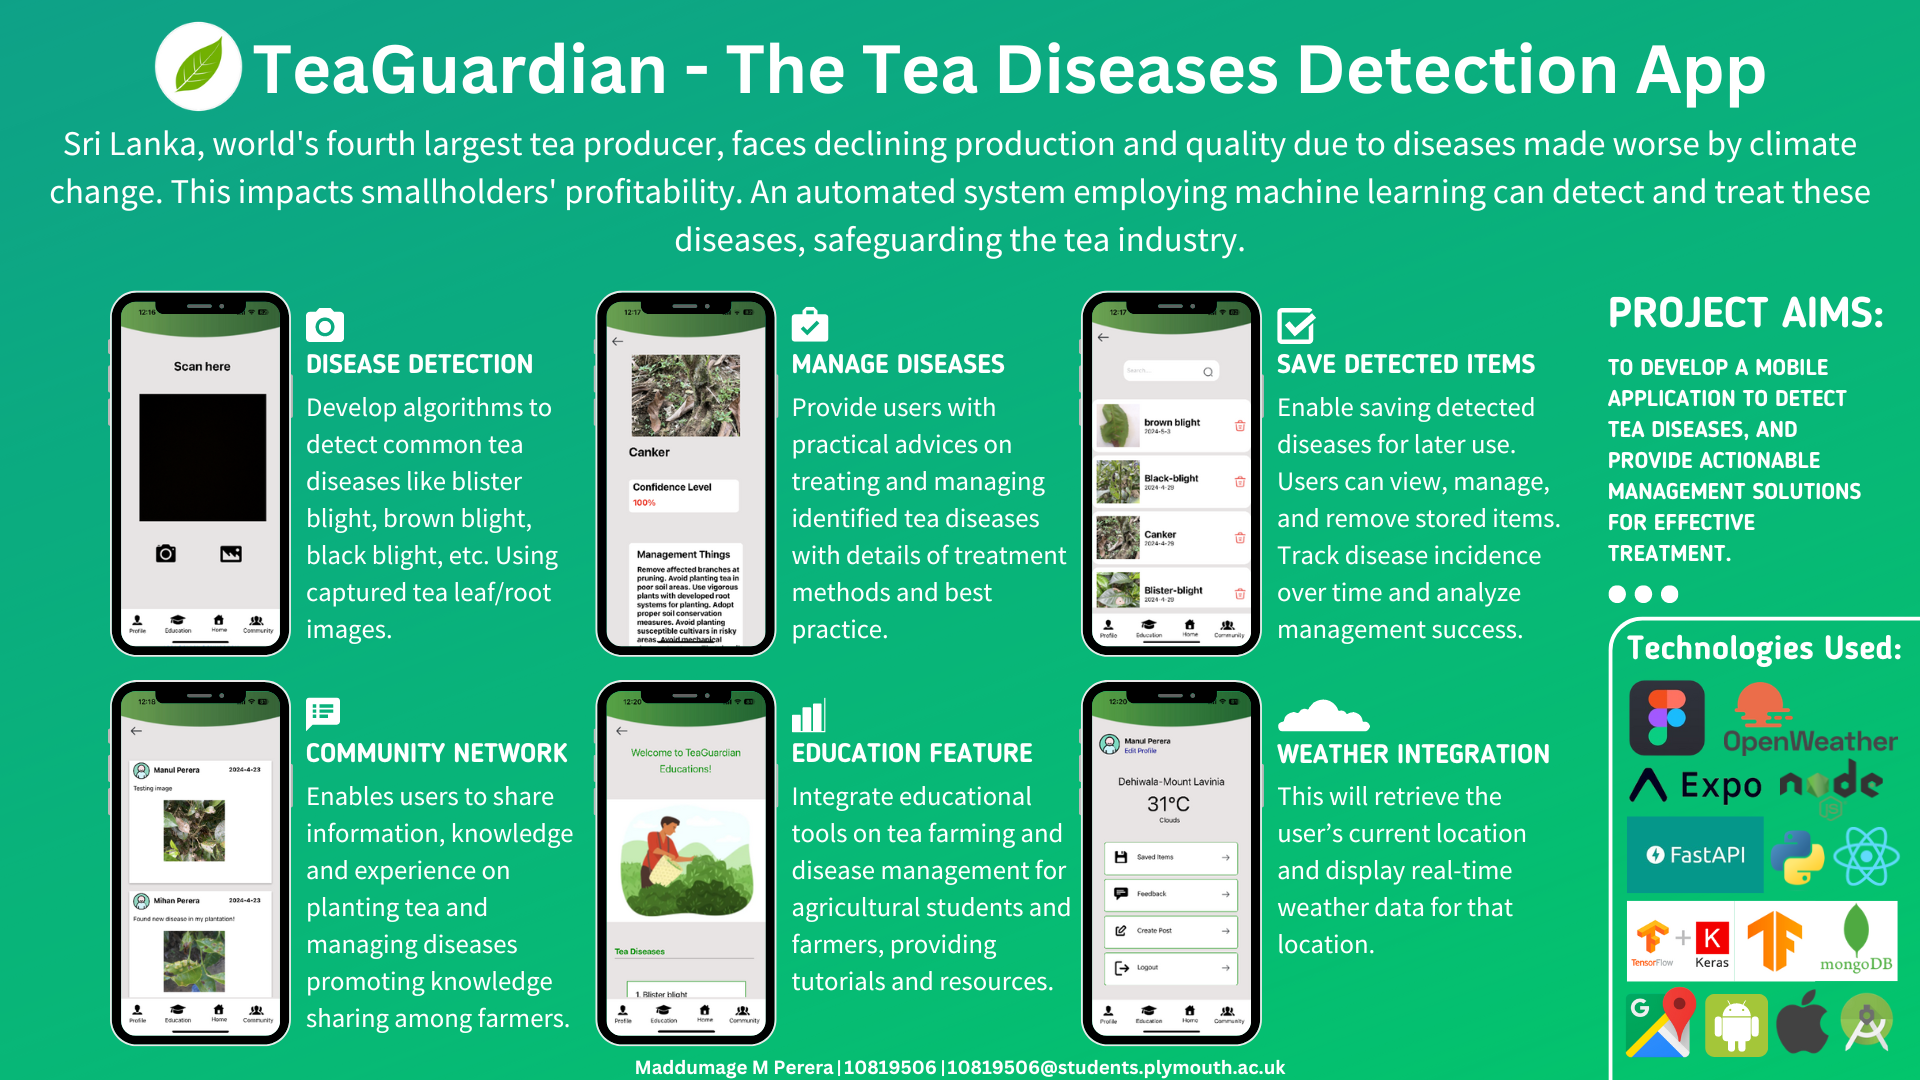 TeaGuardian - The Tea Diseases Detection App
Sri Lanka, world's fourth largest tea producer, faces declining production and quality due to diseases made worse by climate
change. This impacts smallholders' profitability. An automated system employing machine learning can detect and treat these
diseases, safeguarding the tea industry.
12:16
Scan here
Profile
Education
Home
Community
DISEASE DETECTION
Develop algorithms to
detect common tea
diseases like blister
blight, brown blight,
black blight, etc. Using
captured tea leaf/root
images.
12:17
Canker
Confidence Level
100%
Management Things
Remove affected branches at
pruning. Avoid planting tea in
poor soil areas. Use vigorous
plants with developed root
systems for planting. Adopt
proper soil conservation
measures. Avoid planting
susceptible cultivars in risky
areas. Avoid mechanical
MANAGE DISEASES
Provide users with
practical advices on
treating and managing
identified tea diseases
with details of treatment
methods and best
practice.
12:17
Search...
brown blight
2024-5-3
Black-blight
2024-4-29
Canker
2024-4-29
Blister-blight
2024-4-29
Profile
Education
Home
Community
SAVE DETECTED ITEMS
Enable saving detected
diseases for later use.
Users can view, manage,
and remove stored items.
Track disease incidence
over time and analyze
management success.
PROJECT AIMS:
TO DEVELOP A MOBILE
APPLICATION TO DETECT
TEA DISEASES, AND
PROVIDE ACTIONABLE
MANAGEMENT SOLUTIONS
FOR EFFECTIVE
TREATMENT.
12:18
Manul Perera
2024-4-23
Testing image
Mihan Perera
2024-4-23
Found new disease in my plantation!
Profile
Education
Home
Community
COMMUNITY NETWORK
Enables users to share
information, knowledge
and experience on
planting tea and
managing diseases
promoting knowledge
sharing among farmers.
12:20
Welcome to TeaGuardian
Educations!
Tea Diseases
1. Blister blight
Profile
Education
Home
Community
EDUCATION FEATURE
Integrate educational
tools on tea farming and
disease management for
agricultural students and
farmers, providing
tutorials and resources.
12:20
Manul Perera
Edit Profile
Dehiwala-Mount Lavinia
31°C
Clouds
Saved Items
Feedback
Create Post
Logout
Profile
Education
Home
Community
WEATHER INTEGRATION
This will retrieve the
user’s current location
and display real-time
weather data for that
location.
Technologies Used:
OpenWeather
Expo
node
JS
FastAPI
TensorFlow
+
K
Keras
mongoDB
G
Maddumage M Perera|10819506 |10819506@students.plymouth.ac.uk